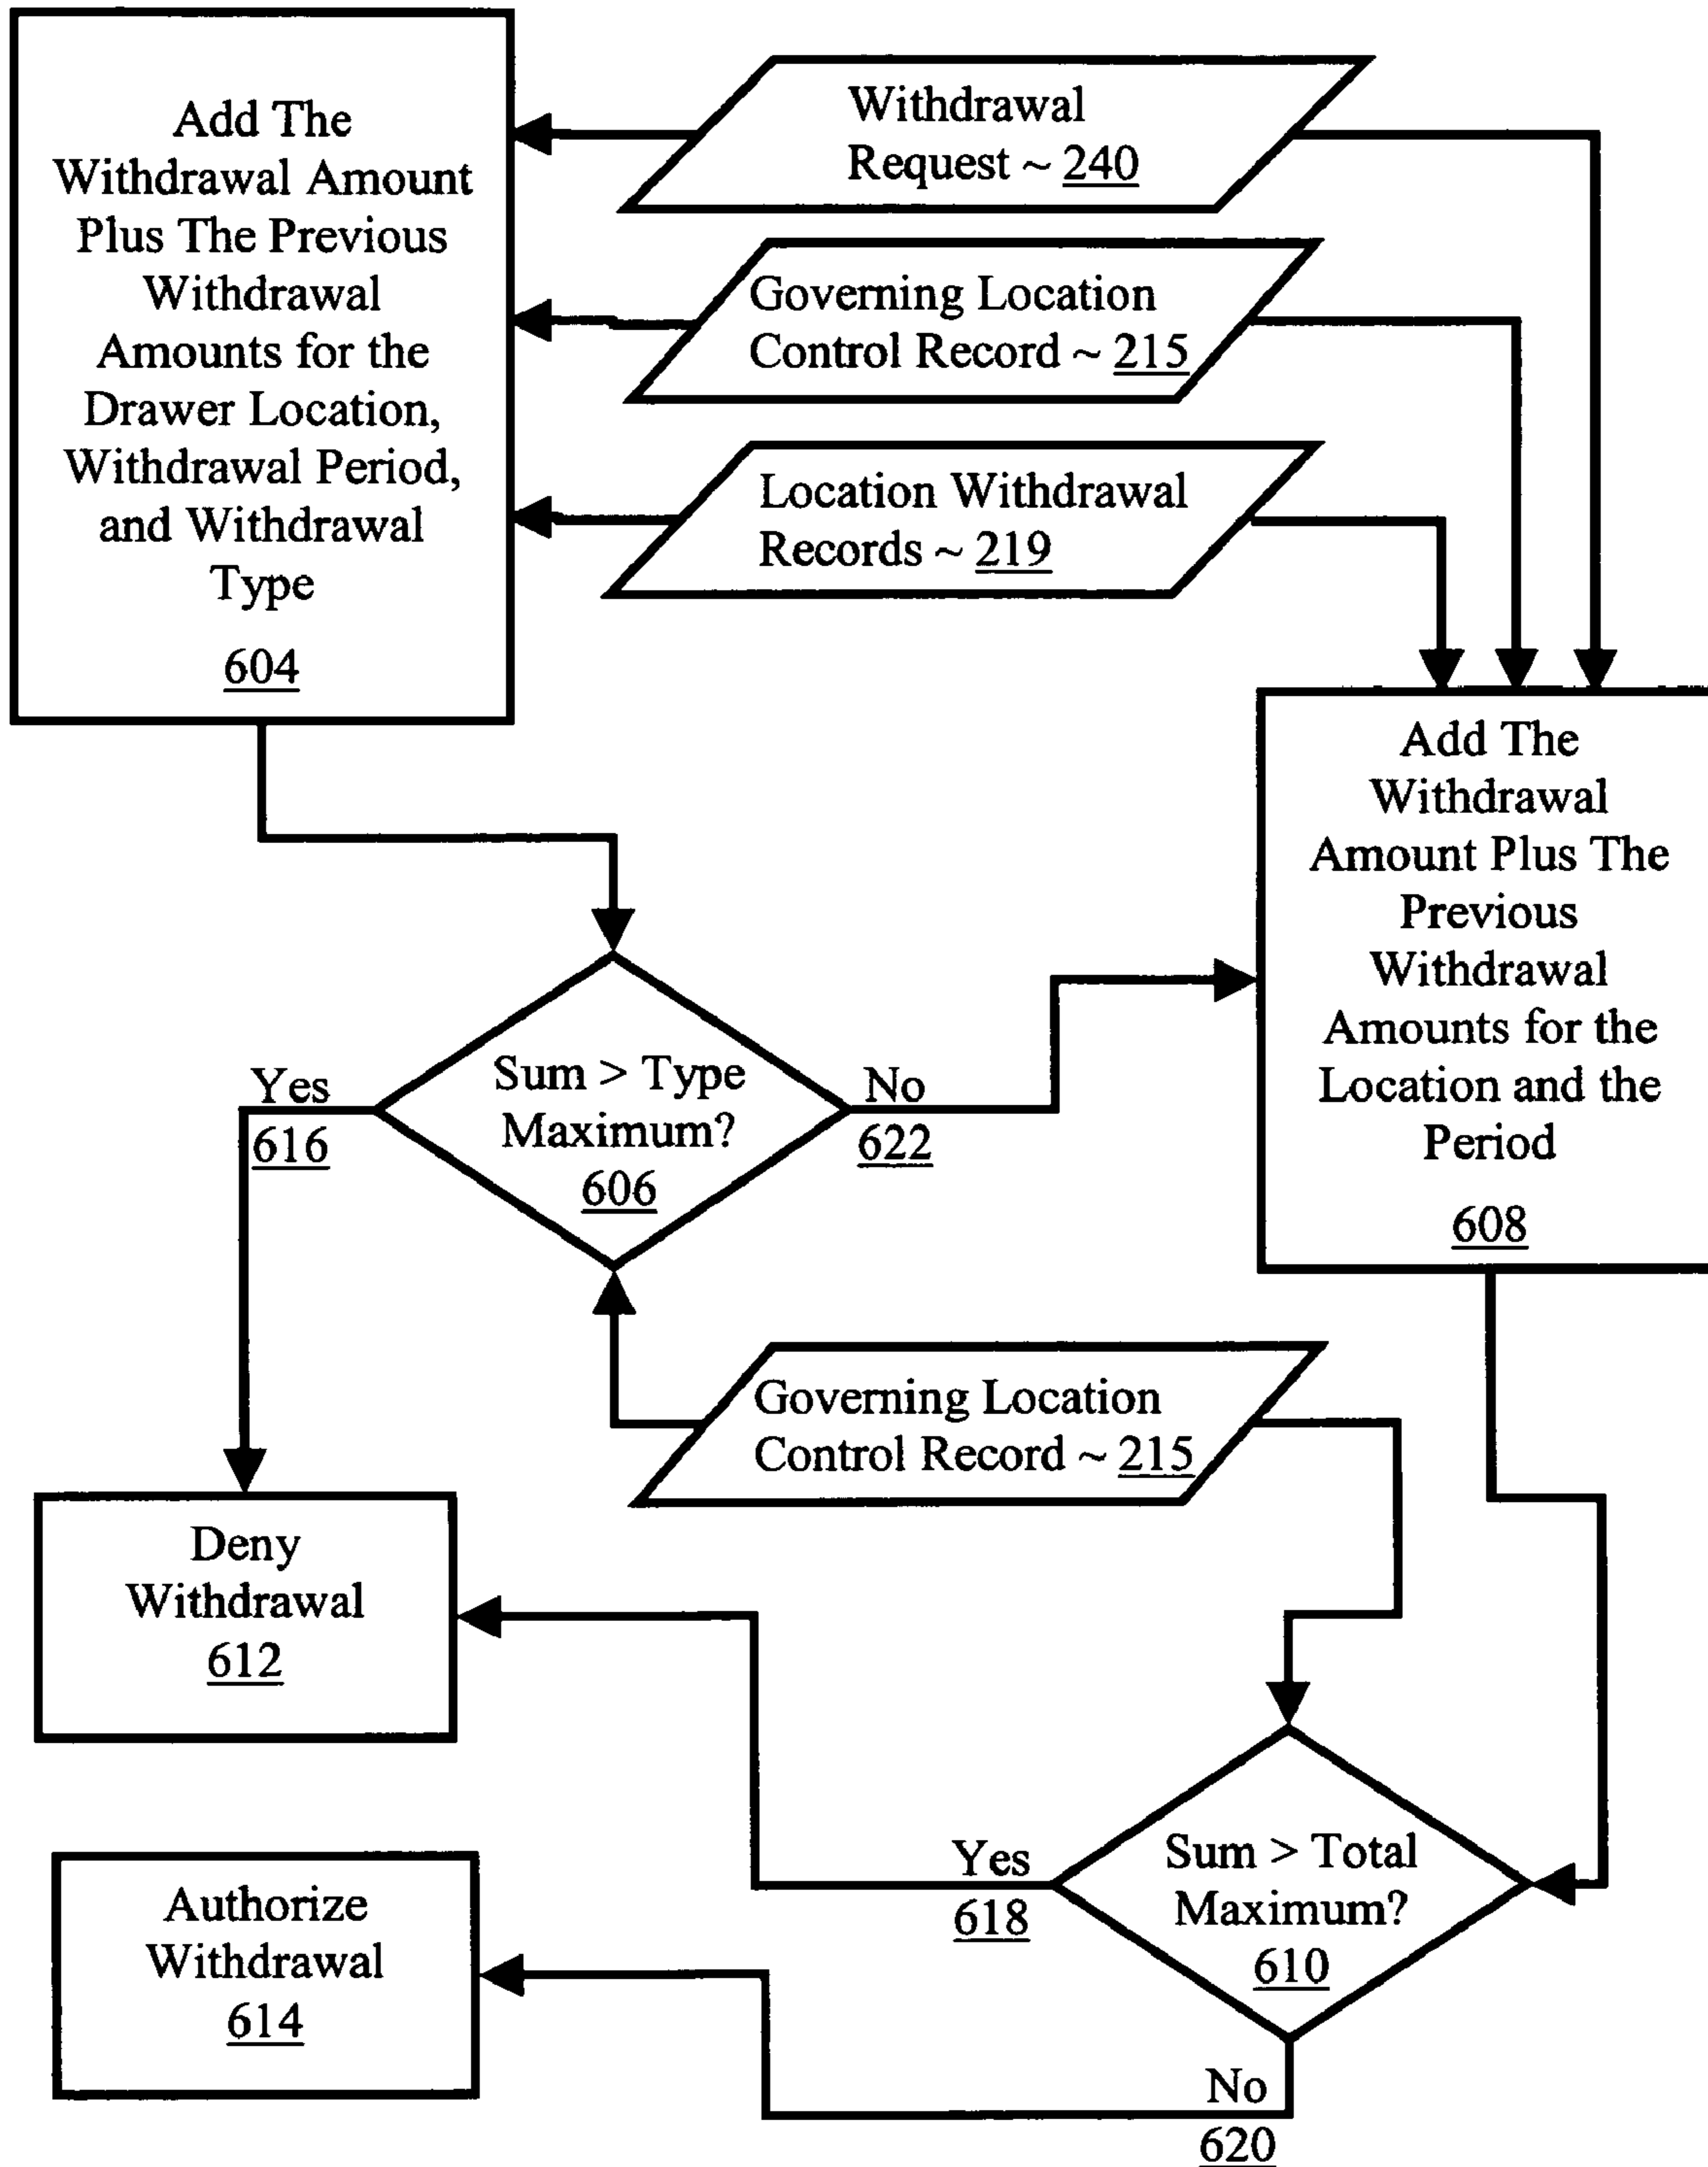 Add The
Withdrawal Amount
Plus The Previous
Withdrawal
Amounts for the
Drawer Location,
Withdrawal Period,
and Withdrawal
Type
604
Withdrawal
Request ~ 240
Governing Location
Control Record ~ 215
Location Withdrawal
Records ~ 219
Add The
Withdrawal
Amount Plus The
Previous
Withdrawal
Amounts for the
Location and the
Period
608
Sum > Type
Maximum?
606
Yes
616
No
622
Governing Location
Control Record ~ 215
Deny
Withdrawal
612
Sum > Total
Maximum?
610
Yes
618
Authorize
Withdrawal
614
No
620